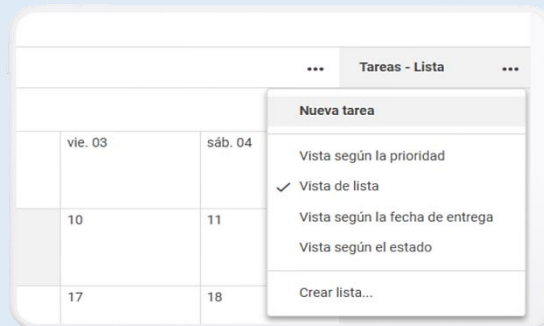 ••• Tareas - Lista •••
Nueva tarea
vie. 03 sáb. 04
Vista según la prioridad
✓ Vista de lista
10 11 Vista según la fecha de entrega
Vista según el estado
17 18 Crear lista...